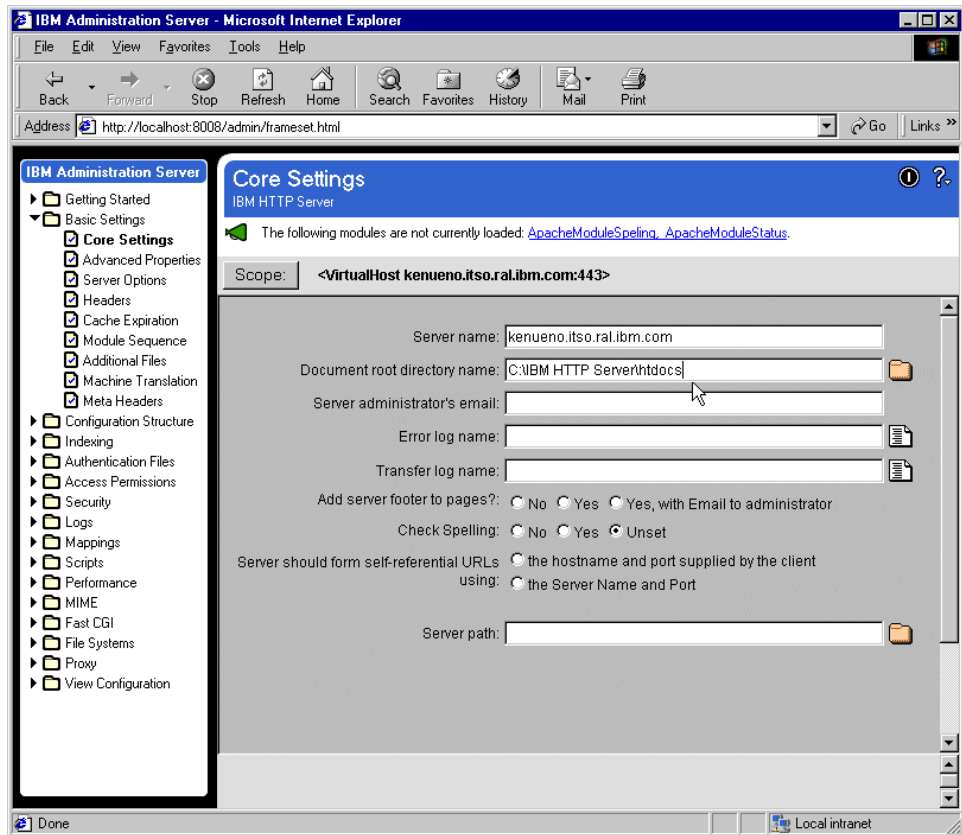 IBM Administration Server - Microsoft Internet Explorer
File Edit View Favorites Tools Help
Back Forward Stop Refresh Home Search Favorites History Mail Print
Address http://localhost:8008/admin/frameset.html Go Links »
IBM Administration Server
Getting Started
Basic Settings
Core Settings
Advanced Properties
Server Options
Headers
Cache Expiration
Module Sequence
Additional Files
Machine Translation
Meta Headers
Configuration Structure
Indexing
Authentication Files
Access Permissions
Security
Logs
Mappings
Scripts
Performance
MIME
Fast CGI
File Systems
Proxy
View Configuration
Core Settings
IBM HTTP Server
The following modules are not currently loaded: ApacheModuleSpeling, ApacheModuleStatus.
Scope: <VirtualHost kenueno.itso.ral.ibm.com:443>
Server name: kenueno.itso.ral.ibm.com
Document root directory name: C:\IBM HTTP Server\htdocs
Server administrator's email:
Error log name:
Transfer log name:
Add server footer to pages?: No Yes Yes, with Email to administrator
Check Spelling: No Yes Unset
Server should form self-referential URLs using: the hostname and port supplied by the client
the Server Name and Port
Server path:
Done Local intranet